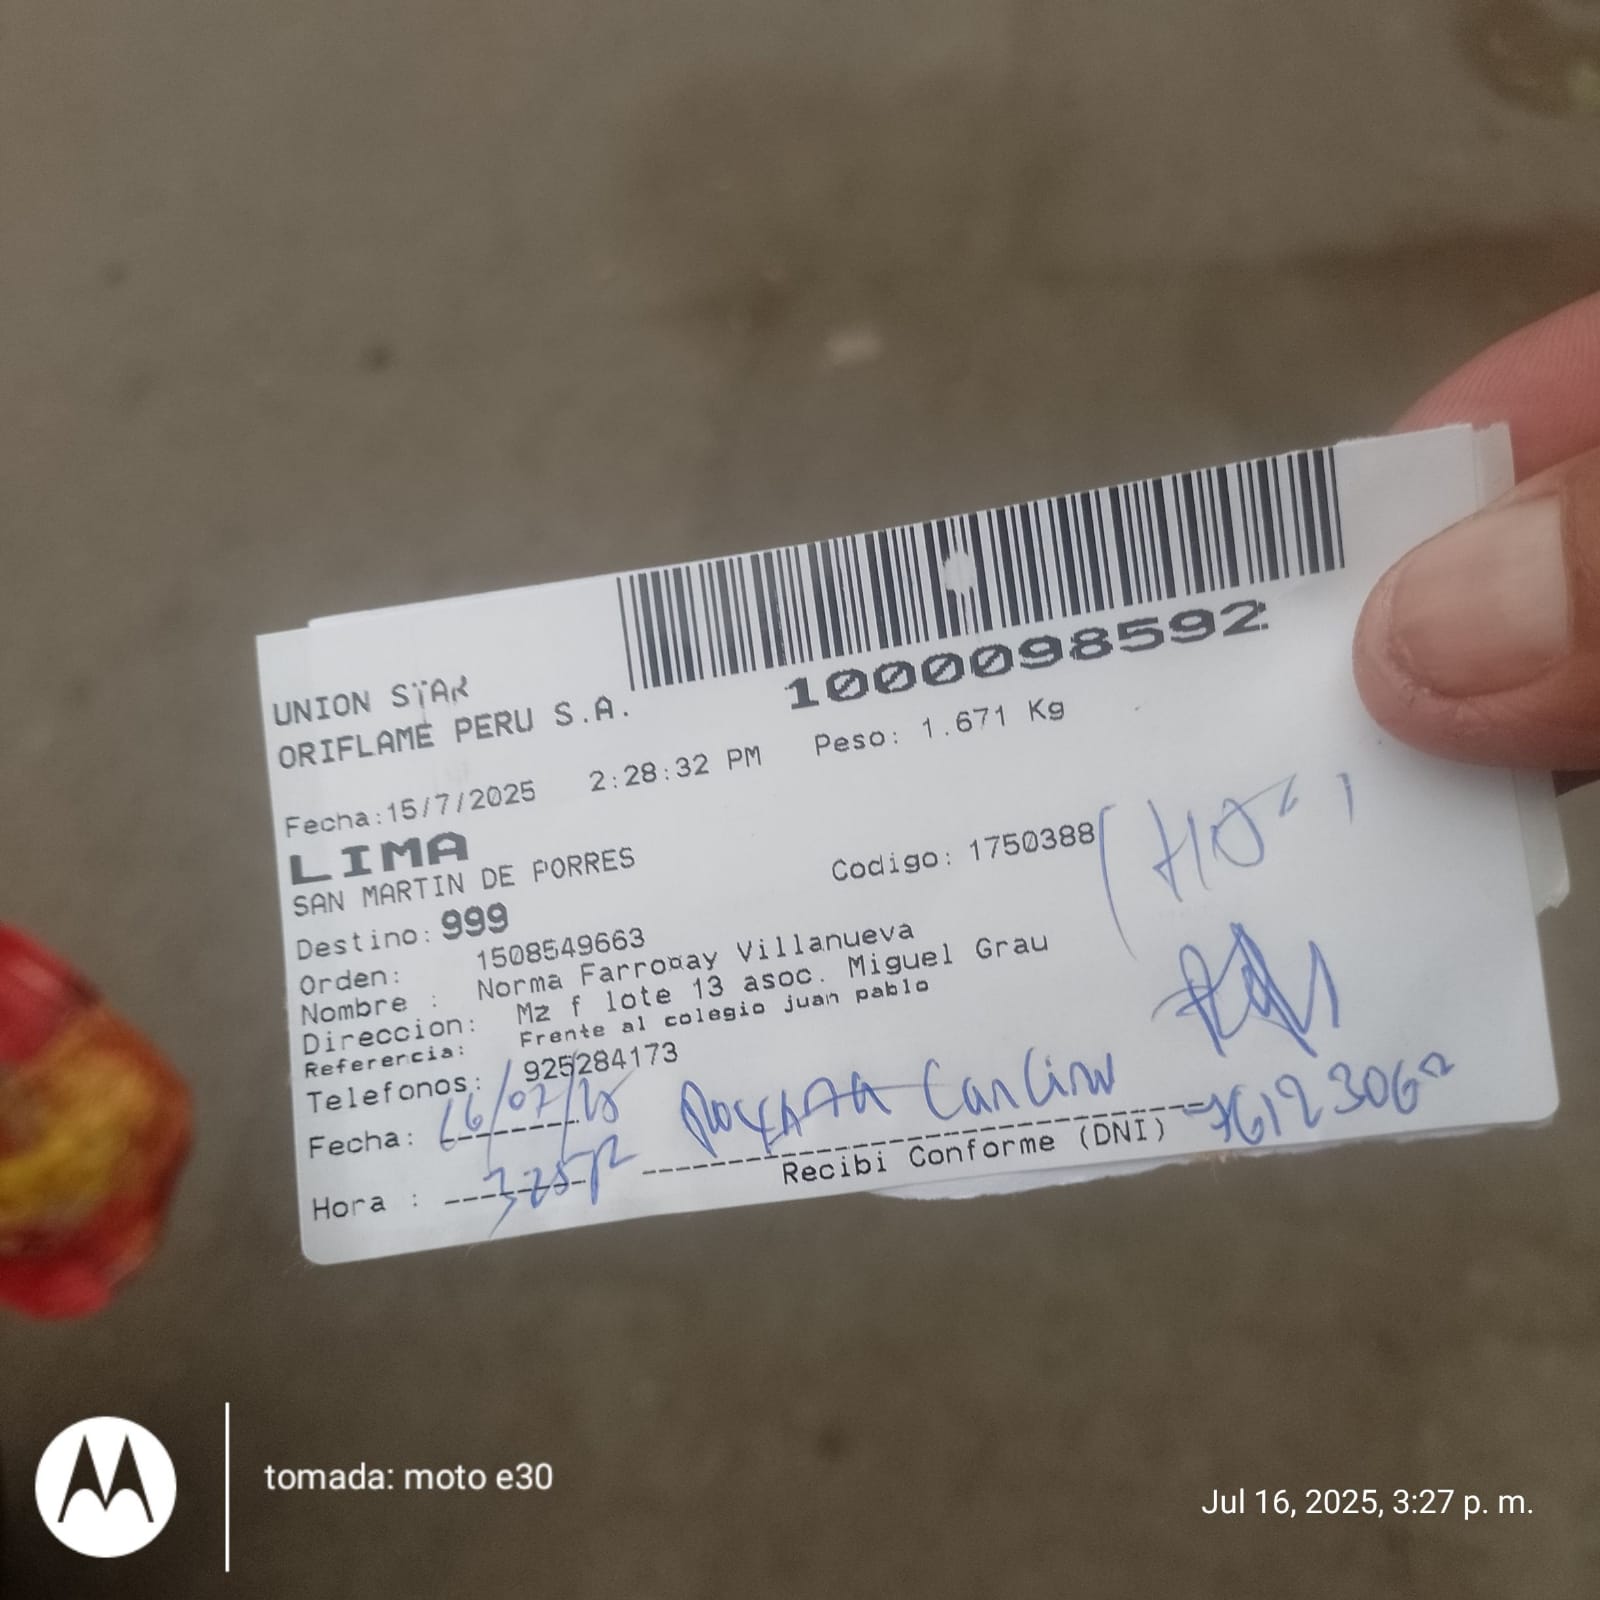 1000098592
UNION STAR
ORIFLAME PERU S.A.
Fecha:15/7/2025 2:28:32 PM Peso: 1.671 Kg
LIMA
SAN MARTIN DE PORRES Codigo: 1750388
Destino: 999
Orden: 1508549663
Nombre : Norma Farroñay Villanueva
Direccion: Mz f lote 13 asoc. Miguel Grau
Referencia: Frente al colegio juan pablo
Telefonos: 925284173
Fecha: 16/07/25
Hora : 325p
Recibi Conforme (DNI) 76123062
tomada: moto e30
Jul 16, 2025, 3:27 p. m.